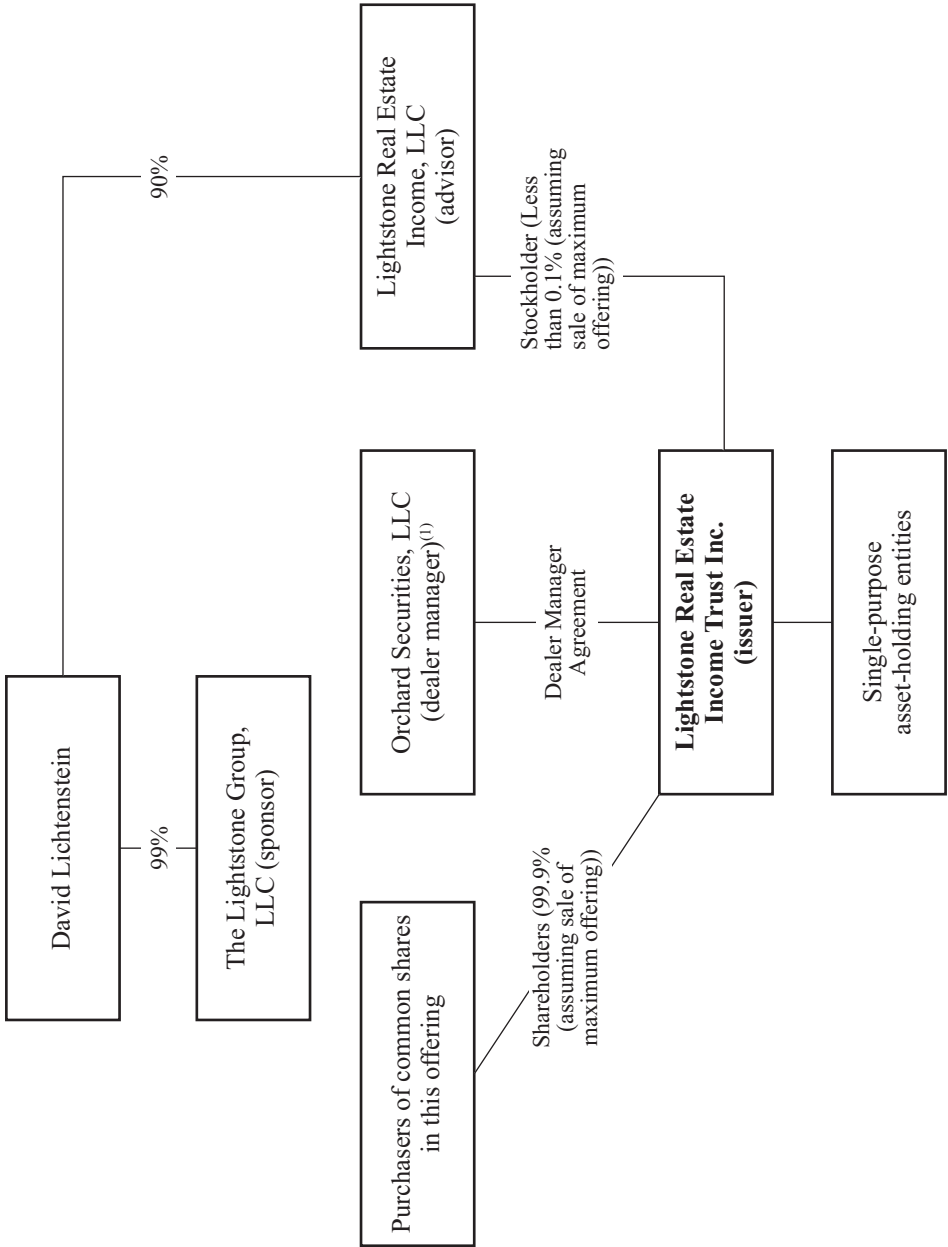 David Lichtenstein
99%
90%
The Lightstone Group,
LLC (sponsor)
Purchasers of common shares
in this offering
Orchard Securities, LLC
(dealer manager)(1)
Lightstone Real Estate
Income, LLC
(advisor)
Shareholders (99.9%
(assuming sale of
maximum offering))
Dealer Manager
Agreement
Stockholder (Less
than 0.1% (assuming
sale of maximum
offering))
Lightstone Real Estate
Income Trust Inc.
(issuer)
Single-purpose
asset-holding entities